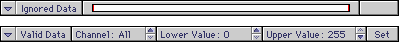 Ignored Data
Valid Data Channel: All Lower Value: 0 Upper Value: 255 Set